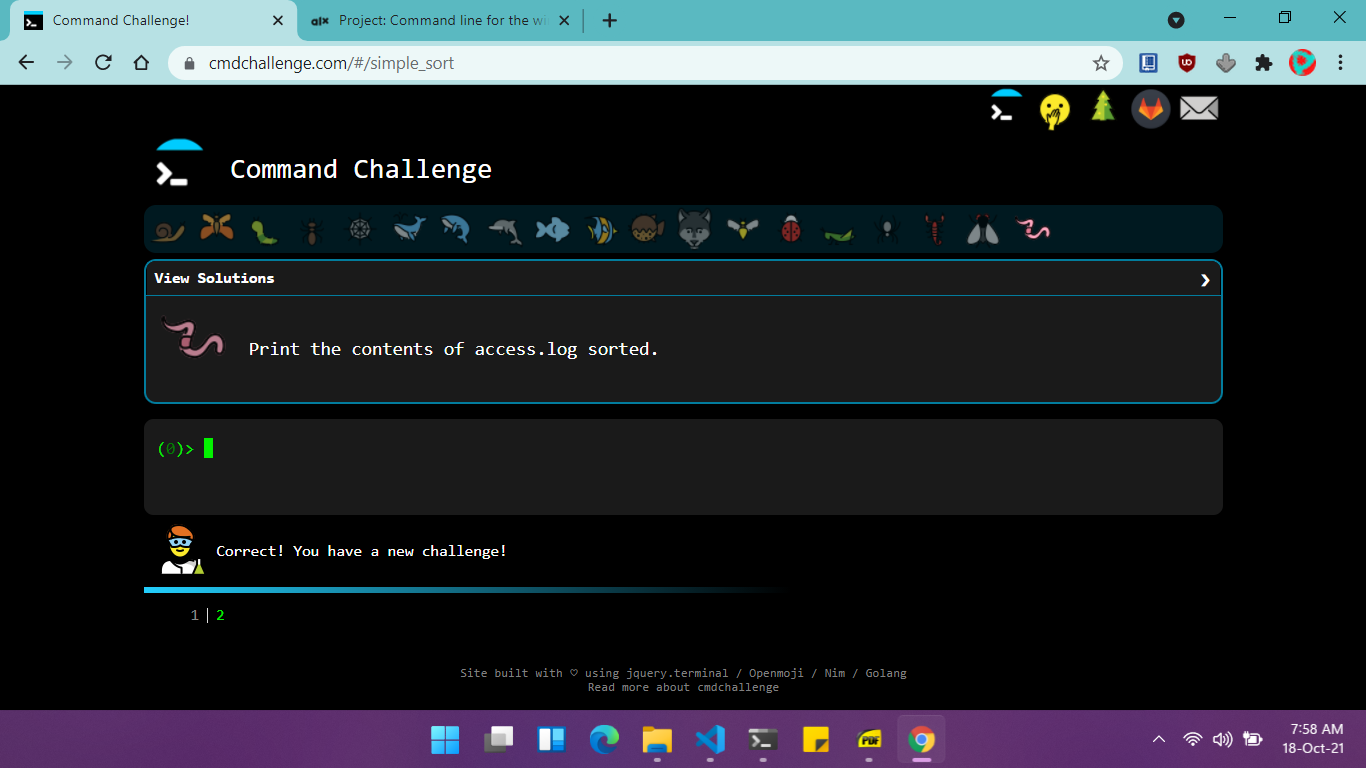 Command Challenge!
alx Project: Command line for the wi
cmdchallenge.com/#/simple_sort
Command Challenge
View Solutions
Print the contents of access.log sorted.
(0)>
Correct! You have a new challenge!
1 | 2
Site built with ♡ using jquery.terminal / Openmoji / Nim / Golang
Read more about cmdchallenge
PDF
7:58 AM
18-Oct-21